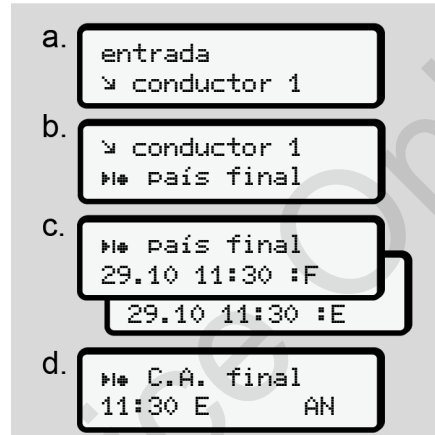 a.
entrada
conductor 1
b.
conductor 1
país final
c.
país final
29.10 11:30 :F
29.10 11:30 :E
d.
C.A. final
11:30 E AN